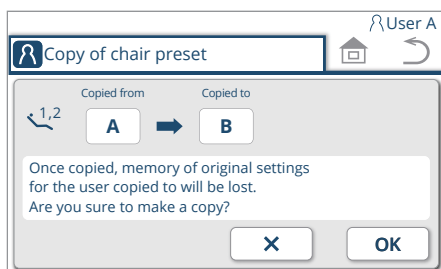 User A
Copy of chair preset
Copied from
Copied to
1,2
A
B
Once copied, memory of original settings
for the user copied to will be lost.
Are you sure to make a copy?
OK